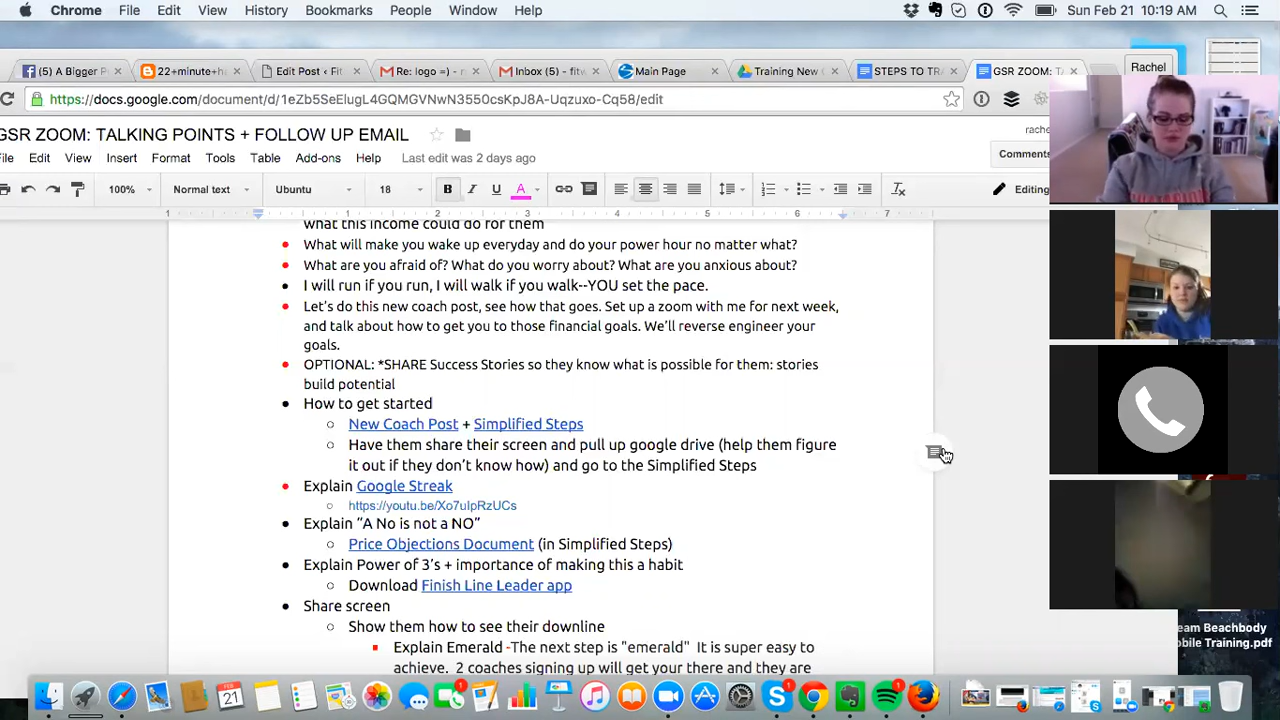 Chrome File Edit View History Bookmarks People Window Help Sun Feb 21 10:19 AM
(5) A Bigger P 22+minute+ha Edit Post ‹ Fit Re: logo =) - r Inbox (5) - fitw Main Page Training New C STEPS TO TRA GSR ZOOM: TA Rachel
https://docs.google.com/document/d/1eZb5SeElugL4GQMGVNwN3550csKpJ8A-Uqzuxo-Cq58/edit
GSR ZOOM: TALKING POINTS + FOLLOW UP EMAIL
File Edit View Insert Format Tools Table Add-ons Help Last edit was 2 days ago Comments
100% Normal text Ubuntu 18 B I U A Editing
1 1 2 3 4 5 6 7
what this income could do for them
What will make you wake up everyday and do your power hour no matter what?
What are you afraid of? What do you worry about? What are you anxious about?
I will run if you run, I will walk if you walk--YOU set the pace.
Let's do this new coach post, see how that goes. Set up a zoom with me for next week,
and talk about how to get you to those financial goals. We'll reverse engineer your
goals.
OPTIONAL: *SHARE Success Stories so they know what is possible for them: stories
build potential
How to get started
New Coach Post + Simplified Steps
Have them share their screen and pull up google drive (help them figure
it out if they don't know how) and go to the Simplified Steps
Explain Google Streak
https://youtu.be/Xo7uIpRzUCs
Explain "A No is not a NO"
Price Objections Document (in Simplified Steps)
Explain Power of 3's + importance of making this a habit
Download Finish Line Leader app
Share screen
Show them how to see their downline
Explain Emerald -The next step is "emerald" It is super easy to
achieve. 2 coaches signing up will get your there and they are
eam Beachbody
obile Training.pdf